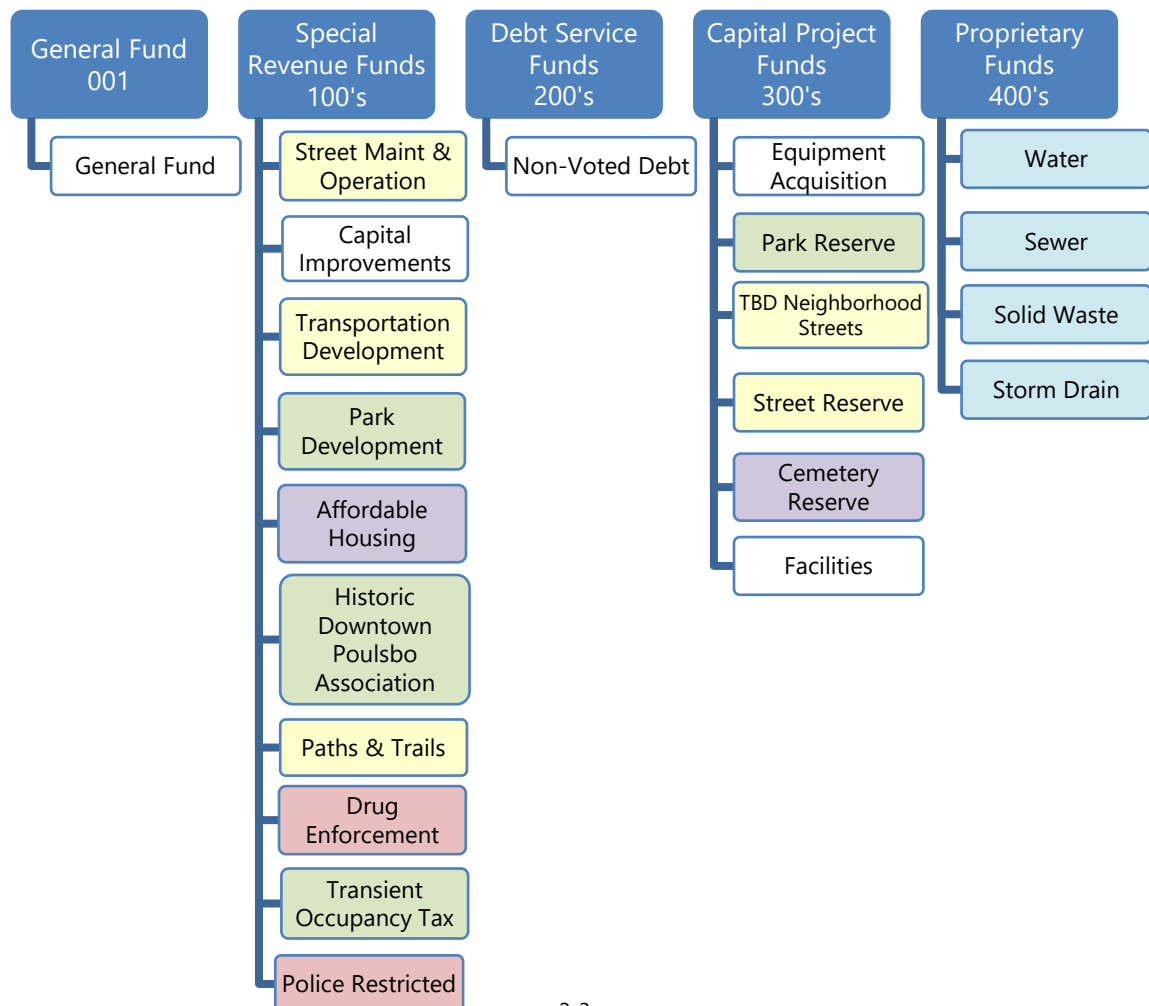 General Fund
001
General Fund
Special
Revenue Funds
100's
Street Maint &
Operation
Capital
Improvements
Transportation
Development
Park
Development
Affordable
Housing
Historic
Downtown
Poulsbo
Association
Paths & Trails
Drug
Enforcement
Transient
Occupancy Tax
Police Restricted
Debt Service
Funds
200's
Non-Voted Debt
Capital Project
Funds
300's
Equipment
Acquisition
Park Reserve
TBD Neighborhood
Streets
Street Reserve
Cemetery
Reserve
Facilities
Proprietary
Funds
400's
Water
Sewer
Solid Waste
Storm Drain